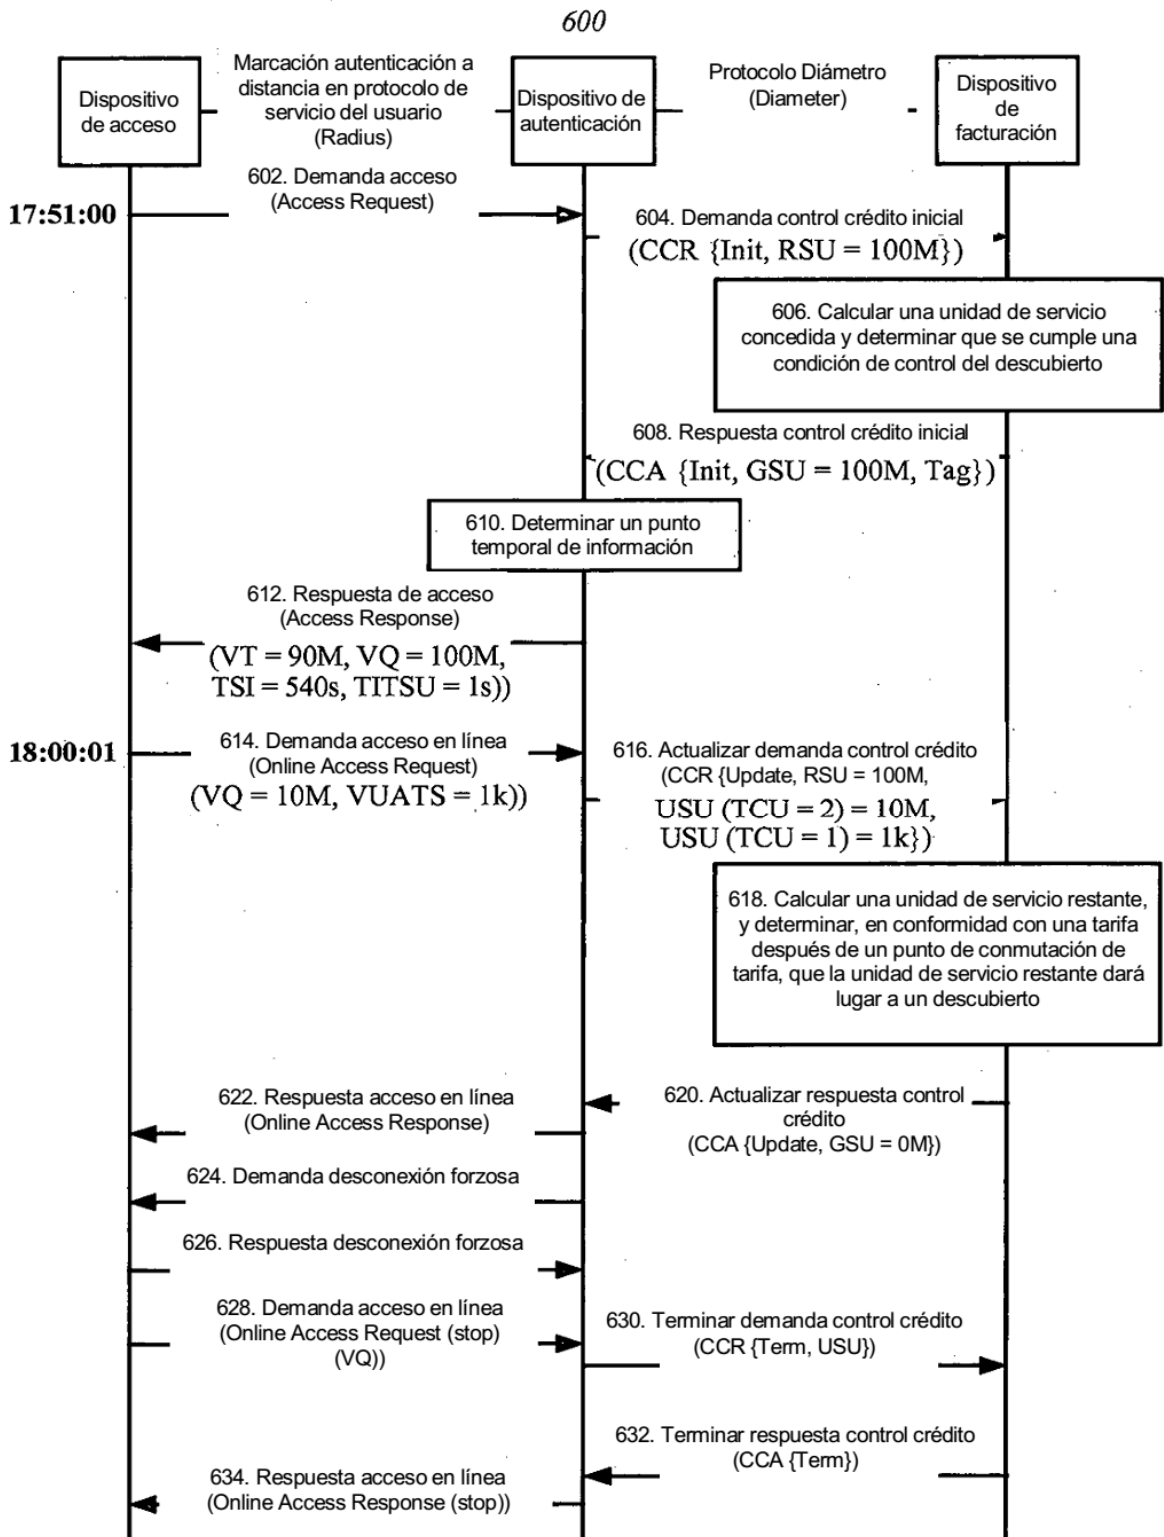 600
Dispositivo
de acceso
Marcación autenticación a
distancia en protocolo de
servicio del usuario
(Radius)
Dispositivo de
autenticación
Protocolo Diámetro
(Diameter)
Dispositivo
de
facturación
602. Demanda acceso
(Access Request)
17:51:00
604. Demanda control crédito inicial
(CCR {Init, RSU = 100M})
606. Calcular una unidad de servicio
concedida y determinar que se cumple una
condición de control del descubierto
608. Respuesta control crédito inicial
(CCA {Init, GSU = 100M, Tag})
610. Determinar un punto
temporal de información
612. Respuesta de acceso
(Access Response)
(VT = 90M, VQ = 100M,
TSI = 540s, TITSU = 1s))
18:00:01
614. Demanda acceso en línea
(Online Access Request)
(VQ = 10M, VUATS = 1k))
616. Actualizar demanda control crédito
(CCR {Update, RSU = 100M,
USU (TCU = 2) = 10M,
USU (TCU = 1) = 1k})
618. Calcular una unidad de servicio restante,
y determinar, en conformidad con una tarifa
después de un punto de conmutación de
tarifa, que la unidad de servicio restante dará
lugar a un descubierto
620. Actualizar respuesta control
crédito
(CCA {Update, GSU = 0M})
622. Respuesta acceso en línea
(Online Access Response)
624. Demanda desconexión forzosa
626. Respuesta desconexión forzosa
628. Demanda acceso en línea
(Online Access Request (stop)
(VQ))
630. Terminar demanda control crédito
(CCR {Term, USU})
632. Terminar respuesta control crédito
(CCA {Term})
634. Respuesta acceso en línea
(Online Access Response (stop))